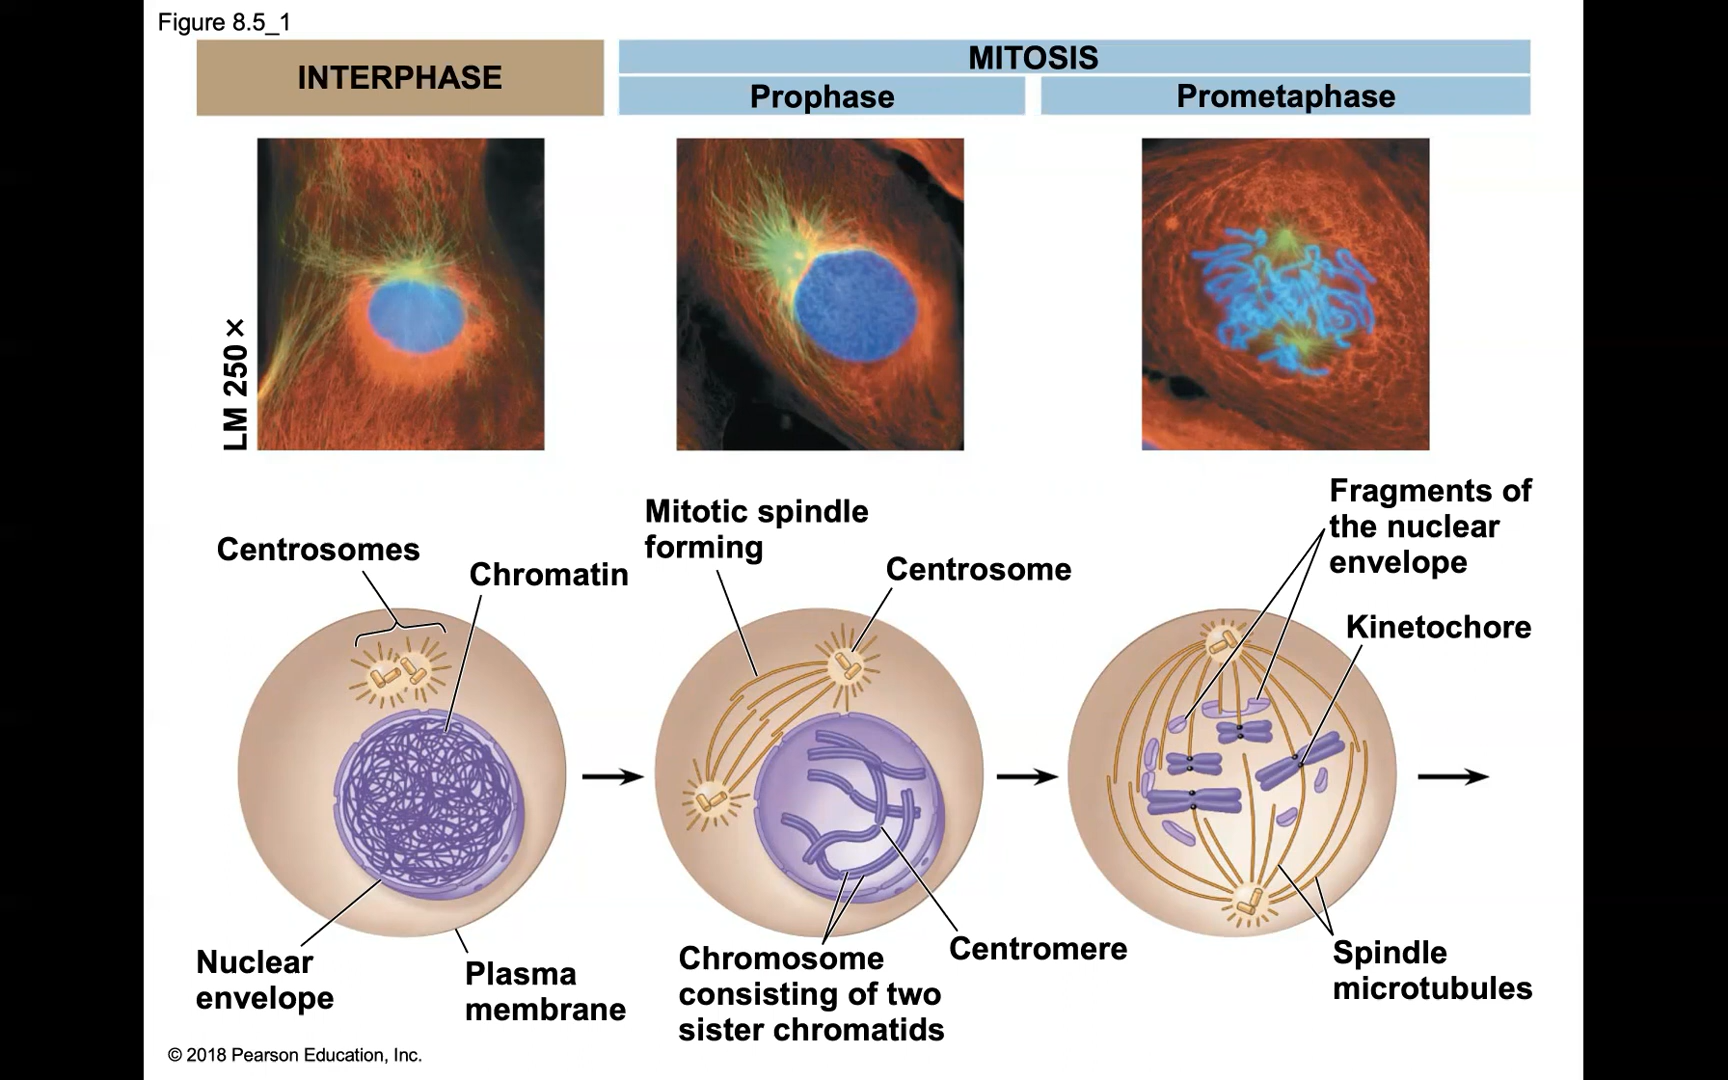 Figure 8.5_1
INTERPHASE
MITOSIS
Prophase
Prometaphase
LM 250×
Centrosomes
Chromatin
Nuclear
envelope
Plasma
membrane
Mitotic spindle
forming
Centrosome
Chromosome
consisting of two
sister chromatids
Centromere
Fragments of
the nuclear
envelope
Kinetochore
Spindle
microtubules
© 2018 Pearson Education, Inc.